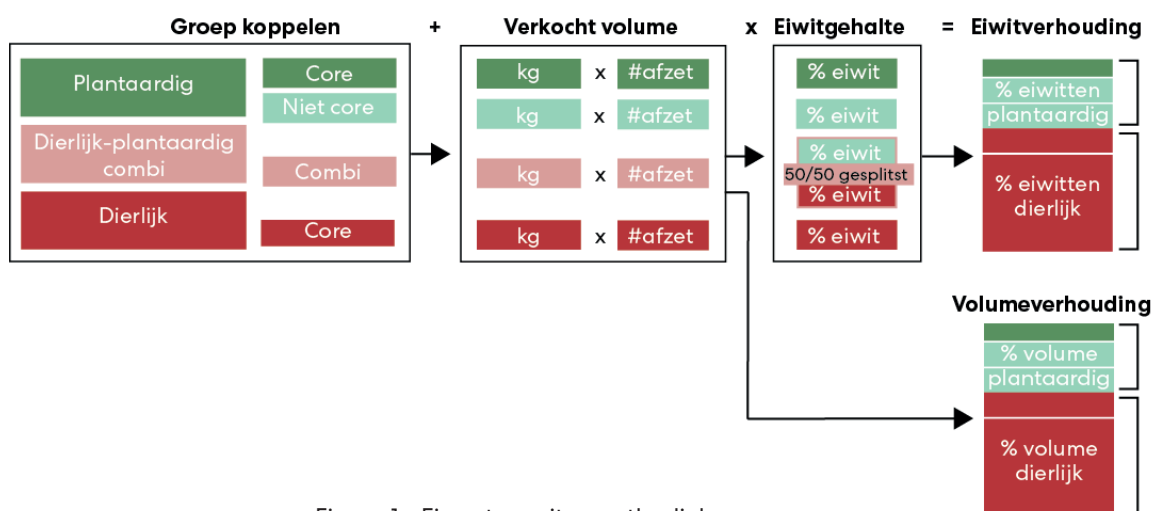 Groep koppelen + Verkocht volume x Eiwitgehalte = Eiwitverhouding
Plantaardig
Core
Niet core
Dierlijk-plantaardig
combi
Combi
Dierlijk
Core
kg x #afzet
kg x #afzet
kg x #afzet
kg x #afzet
% eiwit
% eiwit
% eiwit
50/50 gesplitst
% eiwit
% eiwit
% eiwitten
plantaardig
% eiwitten
dierlijk
Volumeverhouding
% volume
plantaardig
% volume
dierlijk